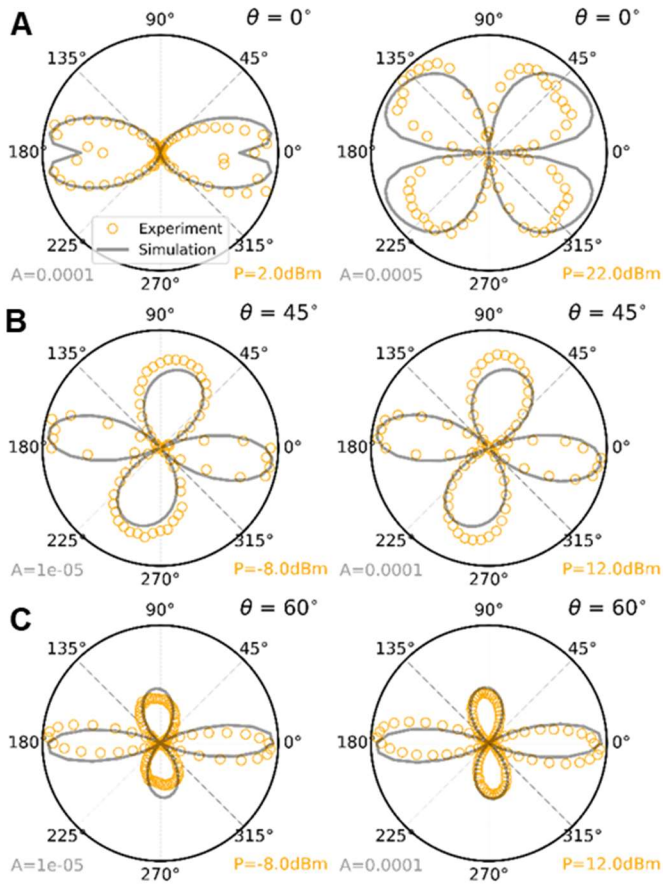 A
90° θ = 0° 90° θ = 0°
135° 45° 135° 45°
180° 0° 180° 0°
Experiment
Simulation
225° 315° 225° 315°
A=0.0001 270° P=2.0dBm A=0.0005 270° P=22.0dBm
B
90° θ = 45° 90° θ = 45°
135° 45° 135° 45°
180° 0° 180° 0°
225° 315° 225° 315°
A=1e-05 270° P=-8.0dBm A=0.0001 270° P=12.0dBm
C
90° θ = 60° 90° θ = 60°
135° 45° 135° 45°
180° 0° 180° 0°
225° 315° 225° 315°
A=1e-05 270° P=-8.0dBm A=0.0001 270° P=12.0dBm